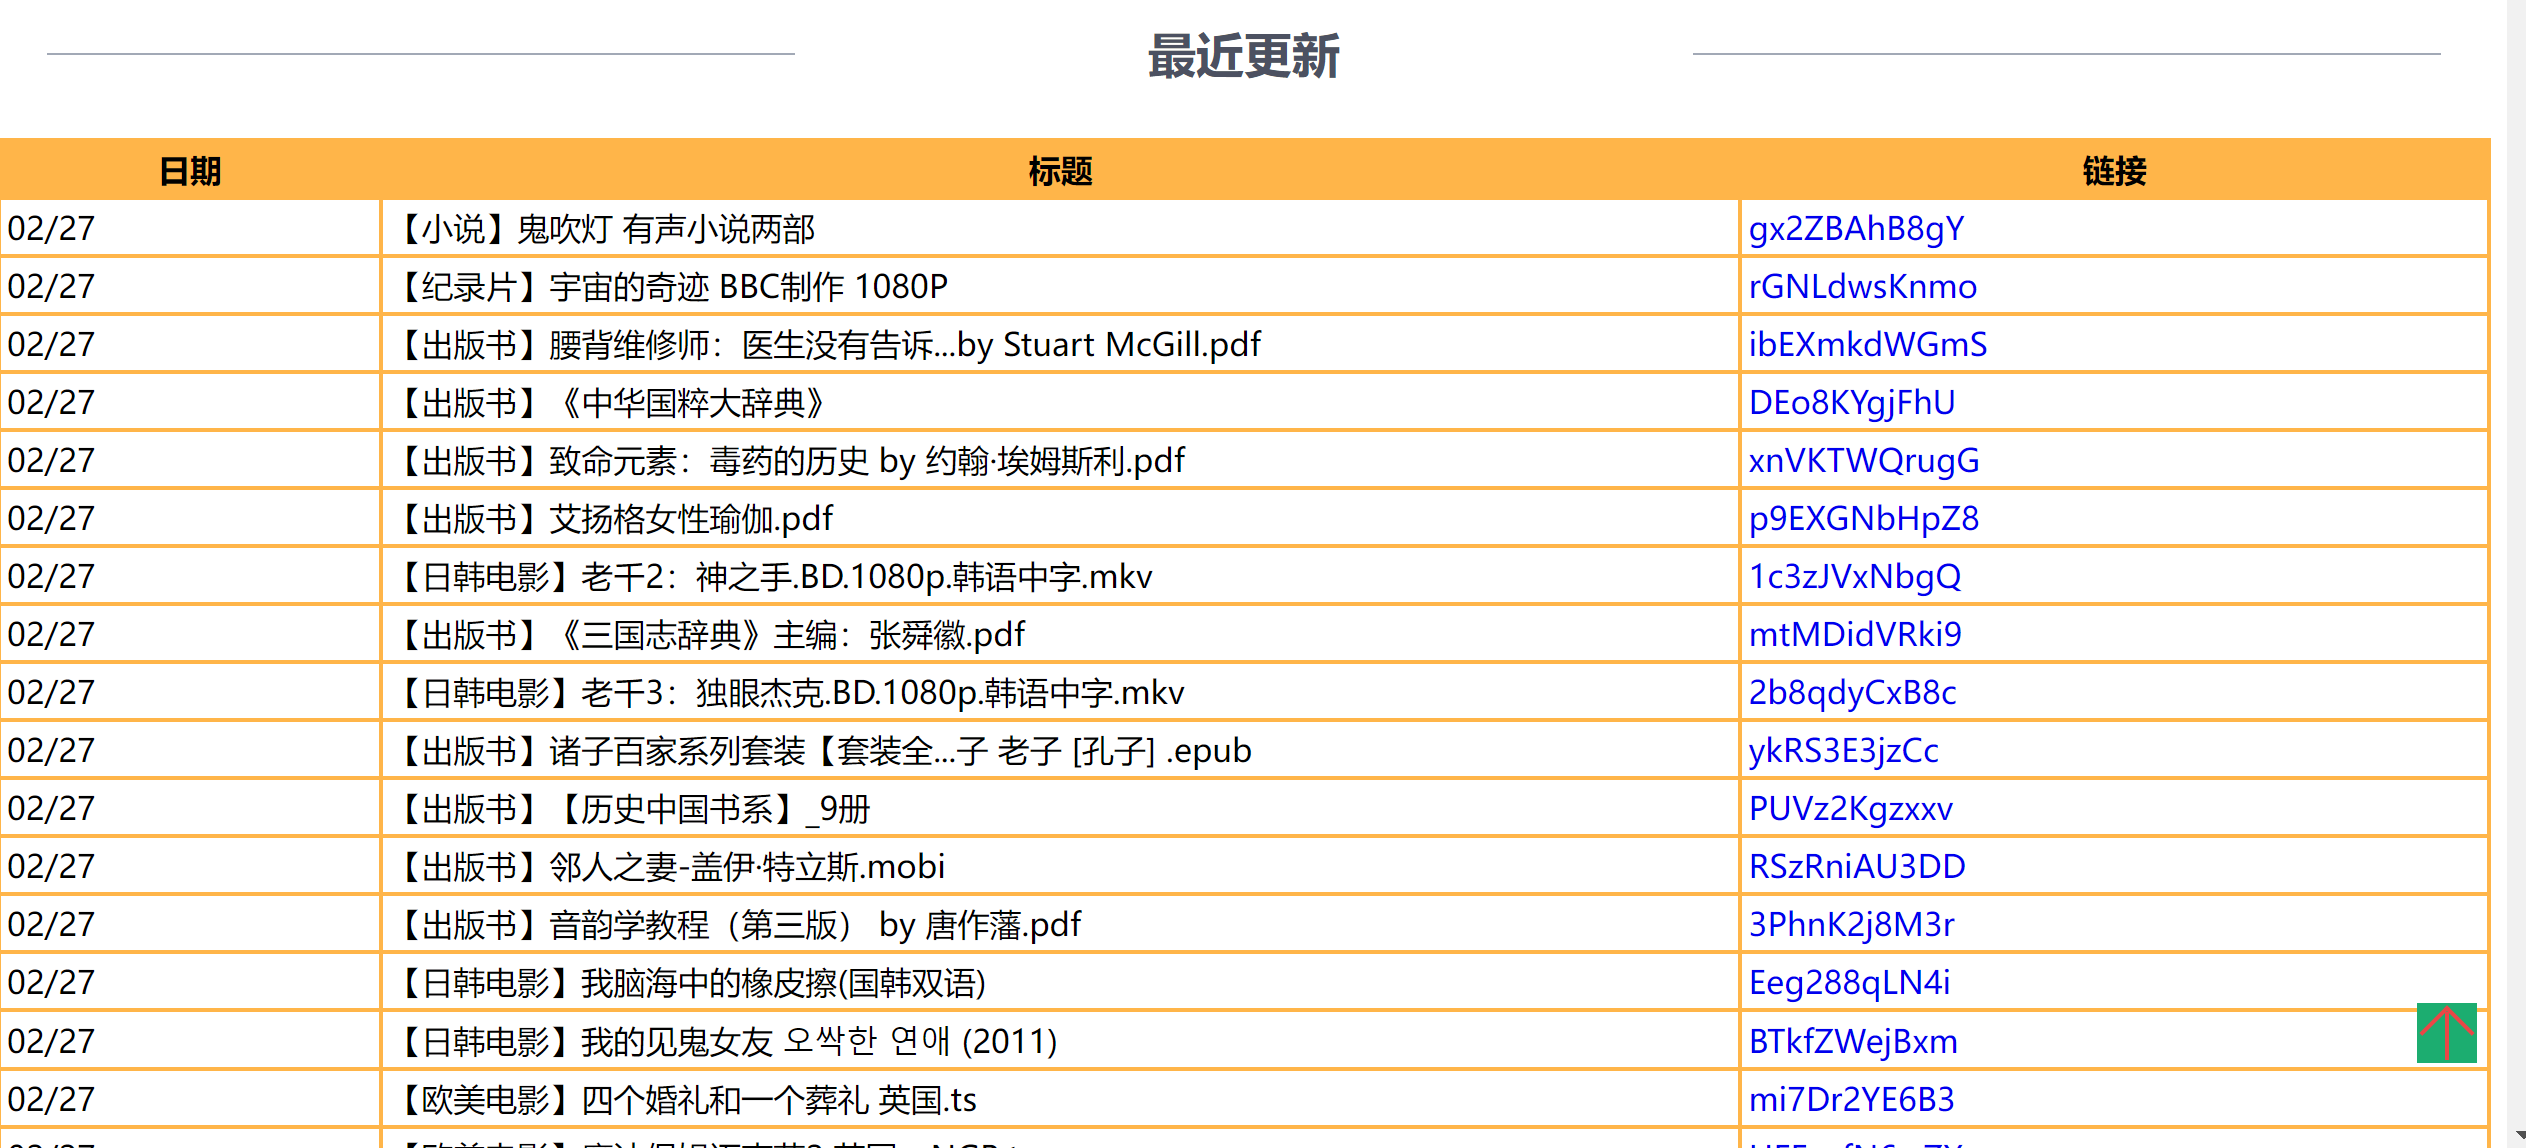 最近更新
日期 标题 链接
02/27 【小说】鬼吹灯 有声小说两部 gx2ZBAhB8gY
02/27 【纪录片】宇宙的奇迹 BBC制作 1080P rGNLdwsKnmo
02/27 【出版书】腰背维修师：医生没有告诉...by Stuart McGill.pdf ibEXmkdWGmS
02/27 【出版书】《中华国粹大辞典》 DEo8KYgjFhU
02/27 【出版书】致命元素：毒药的历史 by 约翰·埃姆斯利.pdf xnVKTWQrugG
02/27 【出版书】艾扬格女性瑜伽.pdf p9EXGNbHpZ8
02/27 【日韩电影】老千2：神之手.BD.1080p.韩语中字.mkv 1c3zJVxNbgQ
02/27 【出版书】《三国志辞典》主编：张舜徽.pdf mtMDidVRki9
02/27 【日韩电影】老千3：独眼杰克.BD.1080p.韩语中字.mkv 2b8qdyCxB8c
02/27 【出版书】诸子百家系列套装【套装全...子 老子 [孔子] .epub ykRS3E3jzCc
02/27 【出版书】【历史中国书系】_9册 PUVz2Kgzxxv
02/27 【出版书】邻人之妻-盖伊·特立斯.mobi RSzRniAU3DD
02/27 【出版书】音韵学教程（第三版） by 唐作藩.pdf 3PhnK2j8M3r
02/27 【日韩电影】我脑海中的橡皮擦(国韩双语) Eeg288qLN4i
02/27 【日韩电影】我的见鬼女友 오싹한 연애 (2011) BTkfZWejBxm
02/27 【欧美电影】四个婚礼和一个葬礼 英国.ts mi7Dr2YE6B3